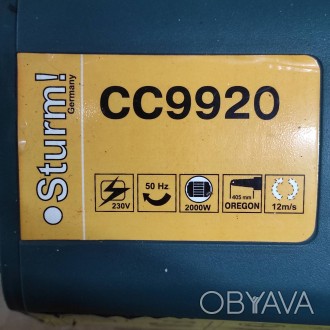 Sturm!
Germany
CC9920
230V
50 Hz
2000W
405 mm
OREGON
12m/s
OBYAVA